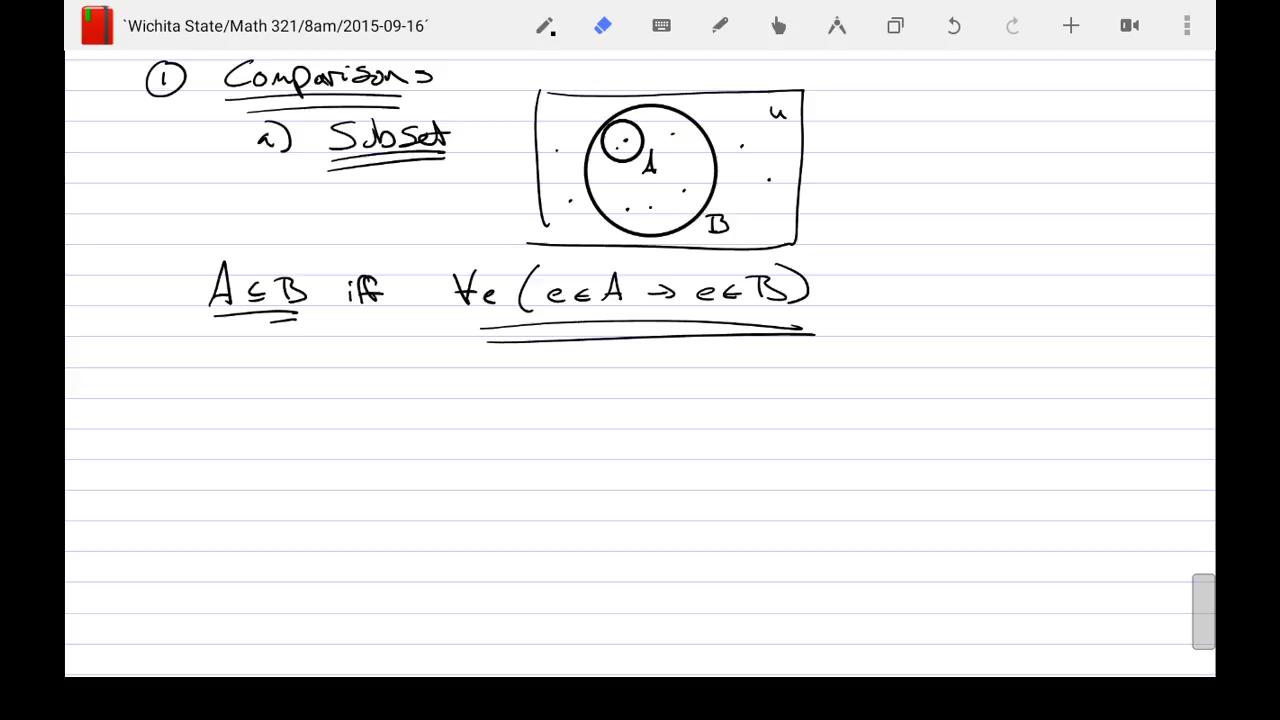 `Wichita State/Math 321/8am/2015-09-16´
① Comparisons
a) Subset
U
A
B
A ⊆ B iff ∀e (e ∈ A → e ∈ B)